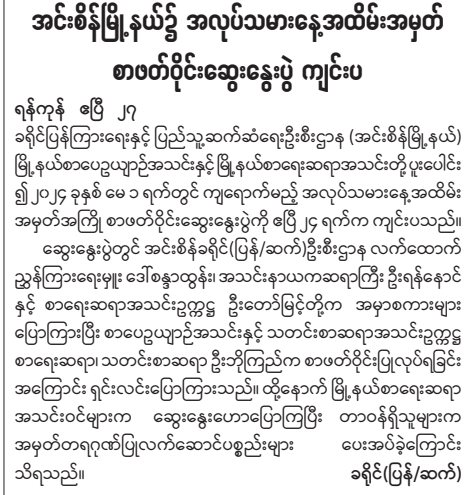 အင်းစိန်မြို့နယ်၌ အလုပ်သမားနေ့အထိမ်းအမှတ်
စာဖတ်ဝိုင်းဆွေးနွေးပွဲ ကျင်းပ
ရန်ကုန် ဧပြီ ၂၇
ခရိုင်ပြန်ကြားရေးနှင့် ပြည်သူ့ဆက်ဆံရေးဦးစီးဌာန (အင်းစိန်မြို့နယ်)
မြို့နယ်စာပေဥယျာဉ်အသင်းနှင့် မြို့နယ်စာရေးဆရာအသင်းတို့ ပူးပေါင်း
၍ ၂၀၂၄ ခုနှစ် မေ ၁ ရက်တွင် ကျရောက်မည့် အလုပ်သမားနေ့အထိမ်း
အမှတ်အကြို စာဖတ်ဝိုင်းဆွေးနွေးပွဲကို ဧပြီ ၂၄ ရက်က ကျင်းပသည်။
ဆွေးနွေးပွဲတွင် အင်းစိန်ခရိုင်(ပြန်/ဆက်)ဦးစီးဌာန လက်ထောက်
ညွှန်ကြားရေးမှူး ဒေါ်စန္ဒာထွန်း၊ အသင်းနာယကဆရာကြီး ဦးရန်နောင်
နှင့် စာရေးဆရာအသင်းဥက္ကဋ္ဌ ဦးတော်မြင့်တို့က အမှာစကားများ
ပြောကြားပြီး စာပေဥယျာဉ်အသင်းနှင့် သတင်းစာဆရာအသင်းဥက္ကဋ္ဌ
စာရေးဆရာ၊ သတင်းစာဆရာ ဦးဘိုကြည်က စာဖတ်ဝိုင်းပြုလုပ်ရခြင်း
အကြောင်း ရှင်းလင်းပြောကြားသည်။ ထို့နောက် မြို့နယ်စာရေးဆရာ
အသင်းဝင်များက ဆွေးနွေးဟောပြောကြပြီး တာဝန်ရှိသူများက
အမှတ်တရဂုဏ်ပြုလက်ဆောင်ပစ္စည်းများ ပေးအပ်ခဲ့ကြောင်း
သိရသည်။ ခရိုင်(ပြန်/ဆက်)